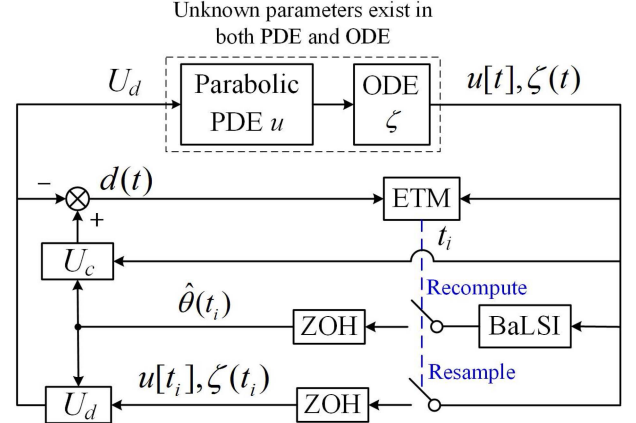 Unknown parameters exist in
both PDE and ODE
U_d
Parabolic
PDE u
ODE
ζ
u[t], ζ(t)
−
d(t)
+
ETM
t_i
U_c
Recompute
θ̂(t_i)
ZOH
BaLSI
Resample
u[t_i], ζ(t_i)
U_d
ZOH